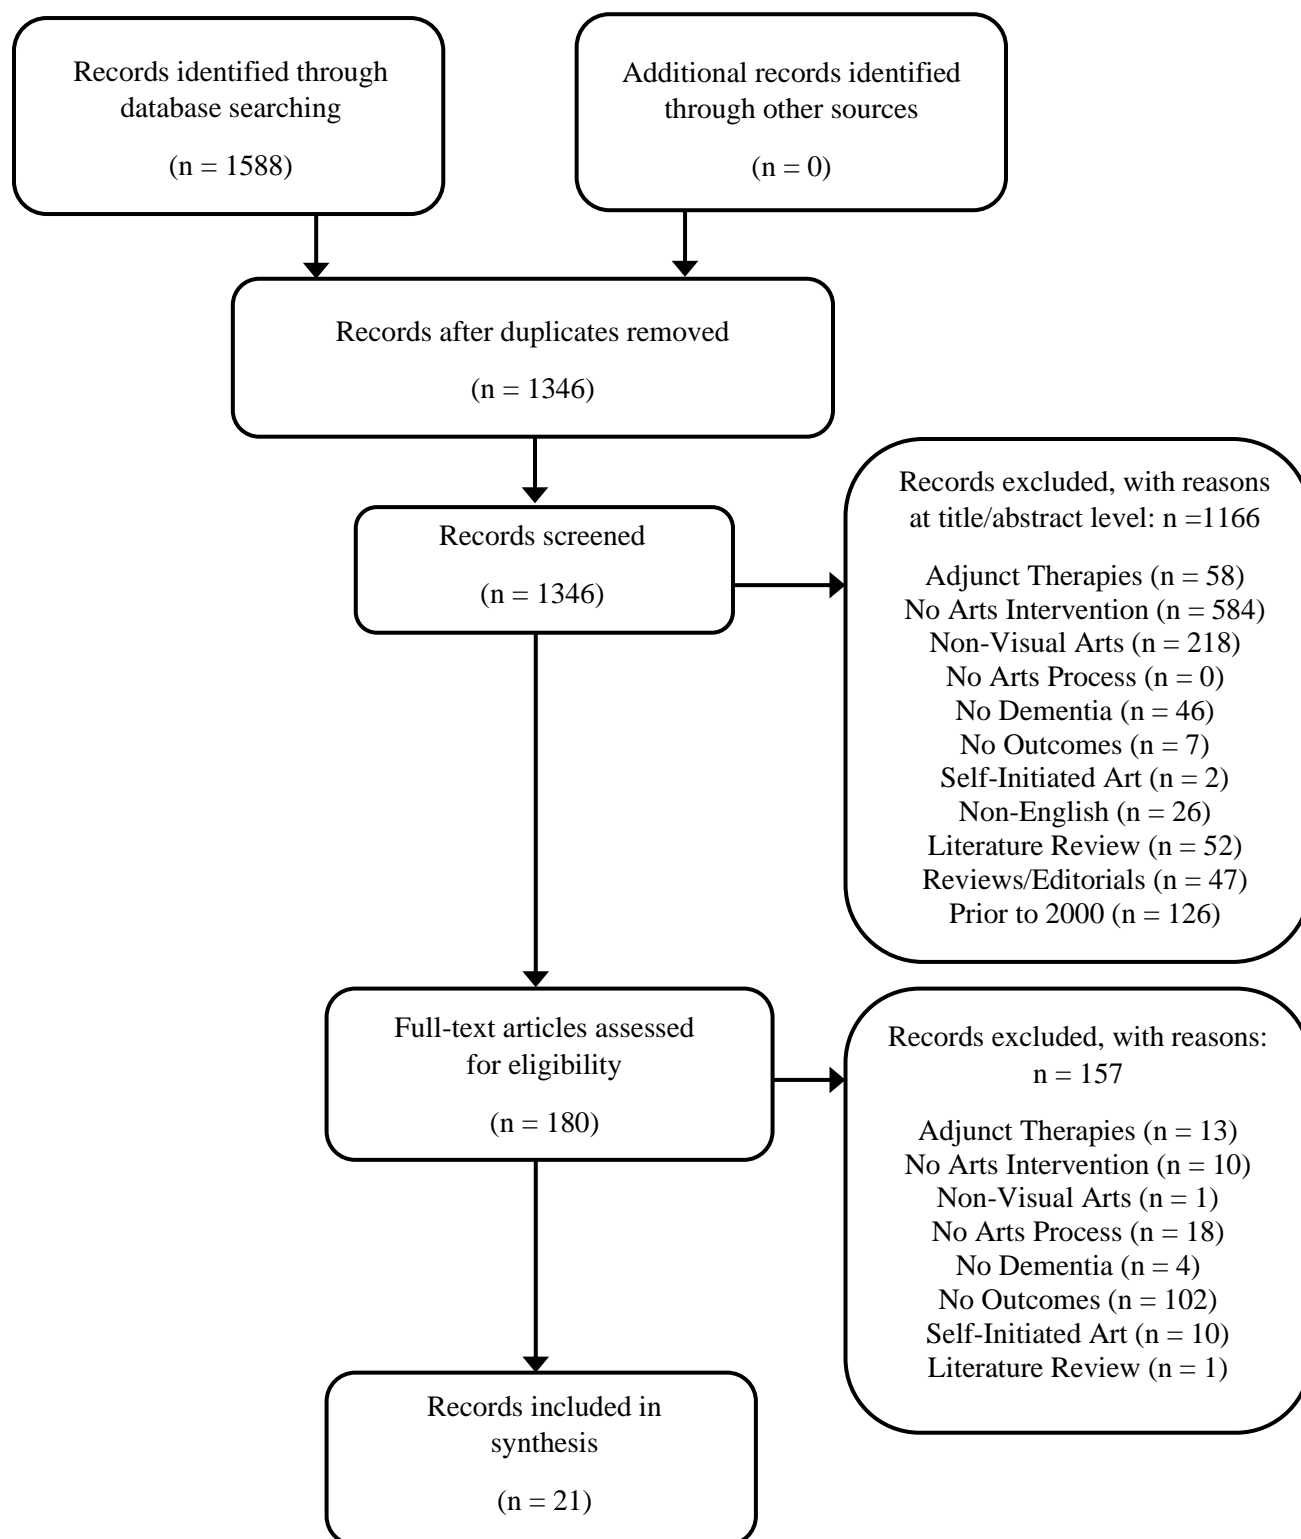 Records identified through
database searching
(n = 1588)
Additional records identified
through other sources
(n = 0)
Records after duplicates removed
(n = 1346)
Records screened
(n = 1346)
Records excluded, with reasons
at title/abstract level: n =1166
Adjunct Therapies (n = 58)
No Arts Intervention (n = 584)
Non-Visual Arts (n = 218)
No Arts Process (n = 0)
No Dementia (n = 46)
No Outcomes (n = 7)
Self-Initiated Art (n = 2)
Non-English (n = 26)
Literature Review (n = 52)
Reviews/Editorials (n = 47)
Prior to 2000 (n = 126)
Full-text articles assessed
for eligibility
(n = 180)
Records excluded, with reasons:
n = 157
Adjunct Therapies (n = 13)
No Arts Intervention (n = 10)
Non-Visual Arts (n = 1)
No Arts Process (n = 18)
No Dementia (n = 4)
No Outcomes (n = 102)
Self-Initiated Art (n = 10)
Literature Review (n = 1)
Records included in
synthesis
(n = 21)